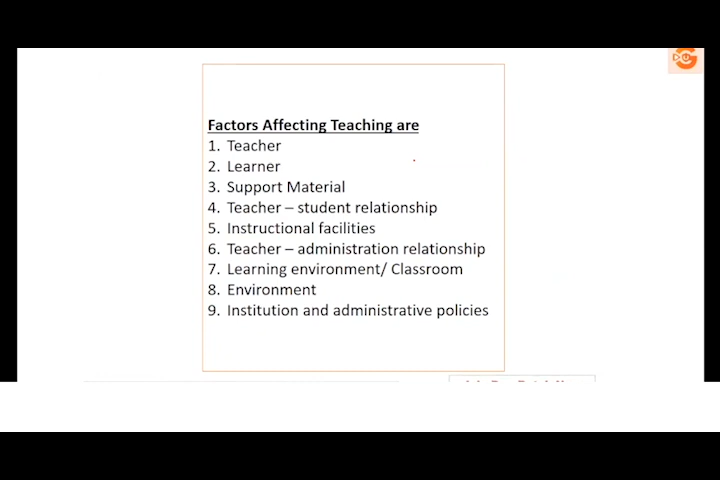 Factors Affecting Teaching are
1. Teacher
2. Learner
3. Support Material
4. Teacher – student relationship
5. Instructional facilities
6. Teacher – administration relationship
7. Learning environment/ Classroom
8. Environment
9. Institution and administrative policies